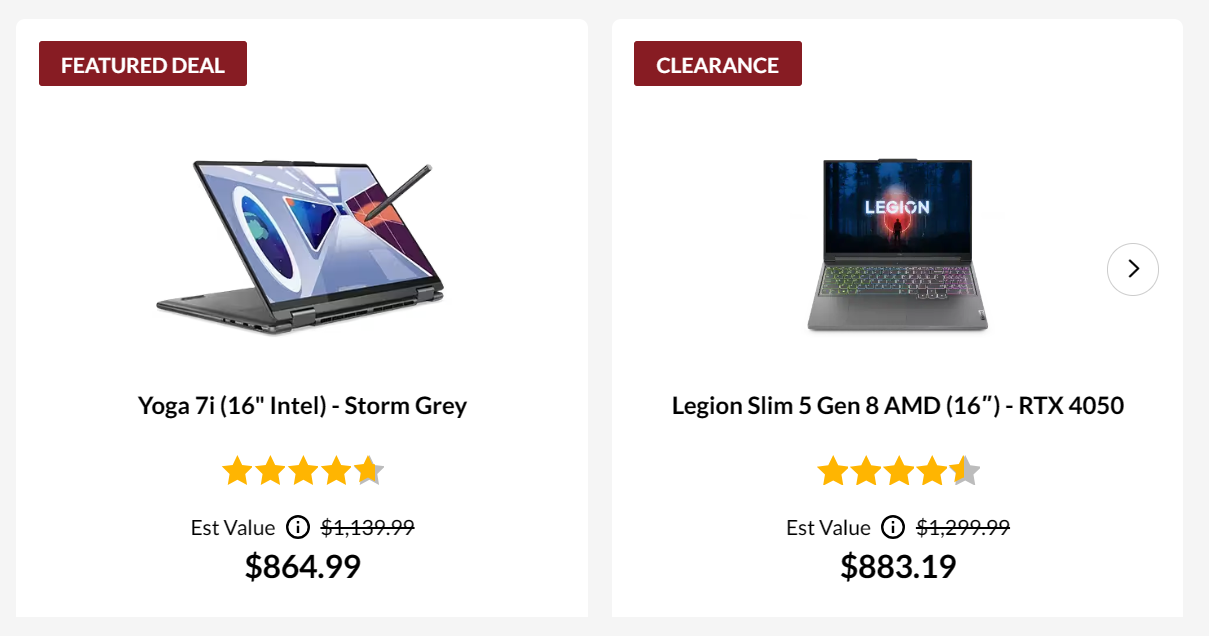 FEATURED DEAL
Yoga 7i (16" Intel) - Storm Grey
Est Value $1,139.99
$864.99
CLEARANCE
LEGION
Legion Slim 5 Gen 8 AMD (16″) - RTX 4050
Est Value $1,299.99
$883.19